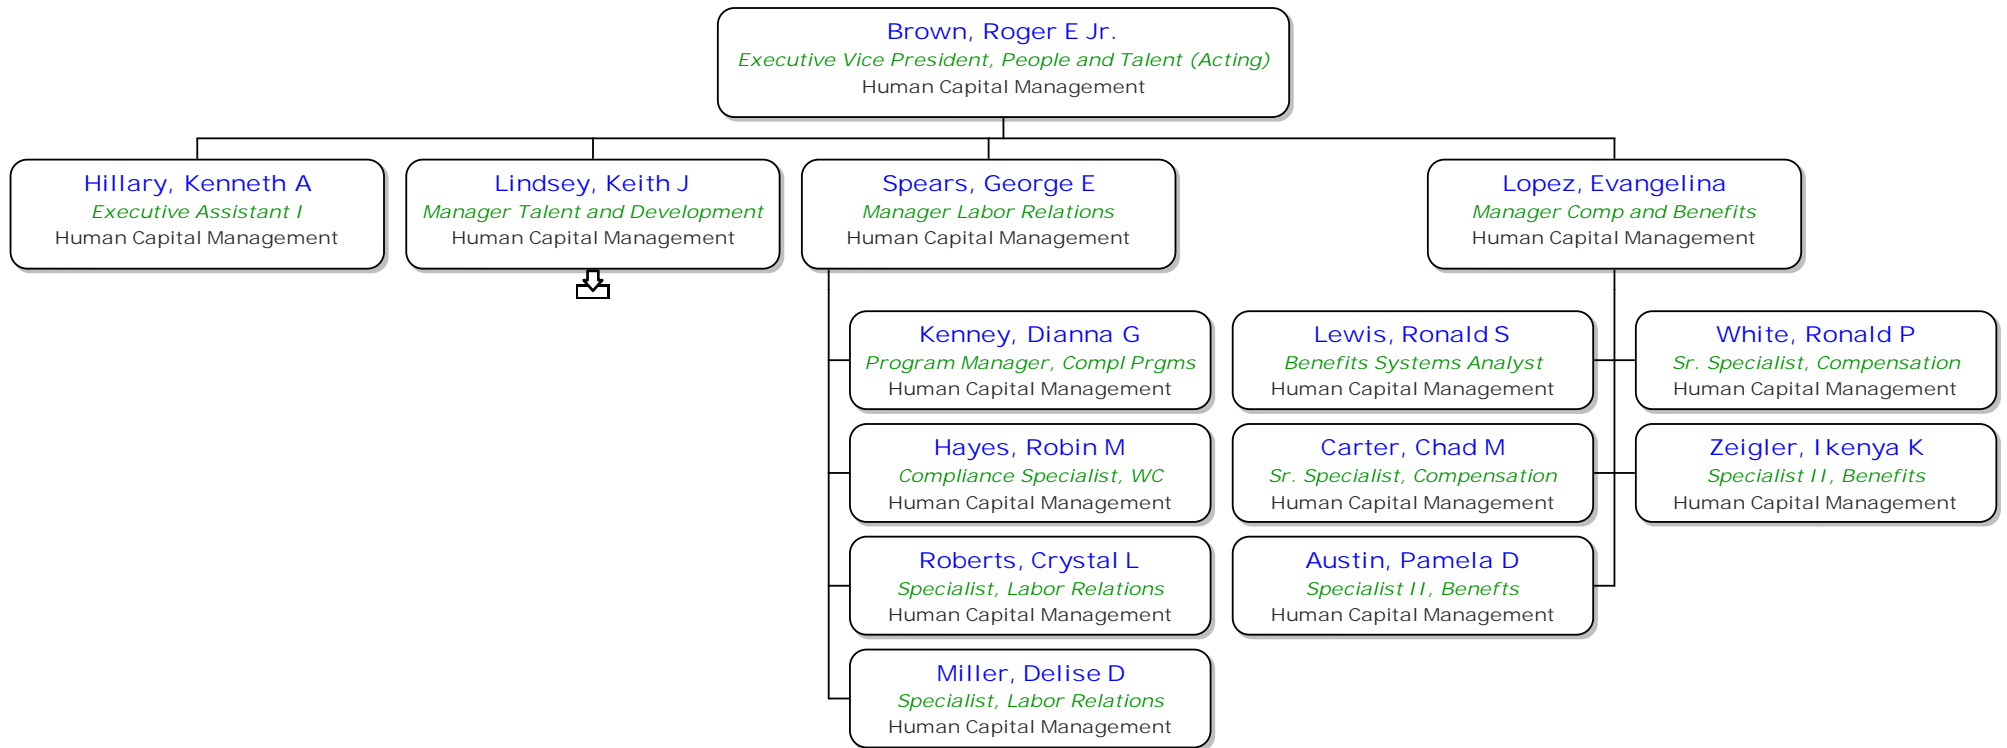 Brown, Roger E Jr.
Executive Vice President, People and Talent (Acting)
Human Capital Management
Hillary, Kenneth A
Executive Assistant I
Human Capital Management
Lindsey, Keith J
Manager Talent and Development
Human Capital Management
Spears, George E
Manager Labor Relations
Human Capital Management
Lopez, Evangelina
Manager Comp and Benefits
Human Capital Management
Kenney, Dianna G
Program Manager, Compl Prgms
Human Capital Management
Hayes, Robin M
Compliance Specialist, WC
Human Capital Management
Roberts, Crystal L
Specialist, Labor Relations
Human Capital Management
Miller, Delise D
Specialist, Labor Relations
Human Capital Management
Lewis, Ronald S
Benefits Systems Analyst
Human Capital Management
White, Ronald P
Sr. Specialist, Compensation
Human Capital Management
Carter, Chad M
Sr. Specialist, Compensation
Human Capital Management
Zeigler, Ikenya K
Specialist II, Benefits
Human Capital Management
Austin, Pamela D
Specialist II, Benefts
Human Capital Management